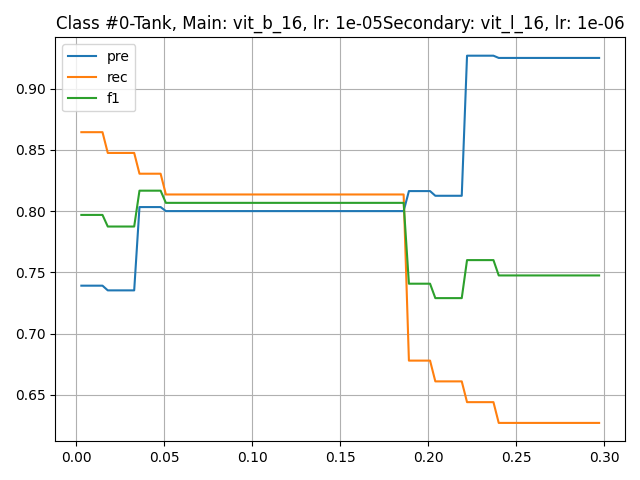 Class #0-Tank, Main: vit_b_16, lr: 1e-05Secondary: vit_l_16, lr: 1e-06
pre
rec
f1
0.90
0.85
0.80
0.75
0.70
0.65
0.00 0.05 0.10 0.15 0.20 0.25 0.30